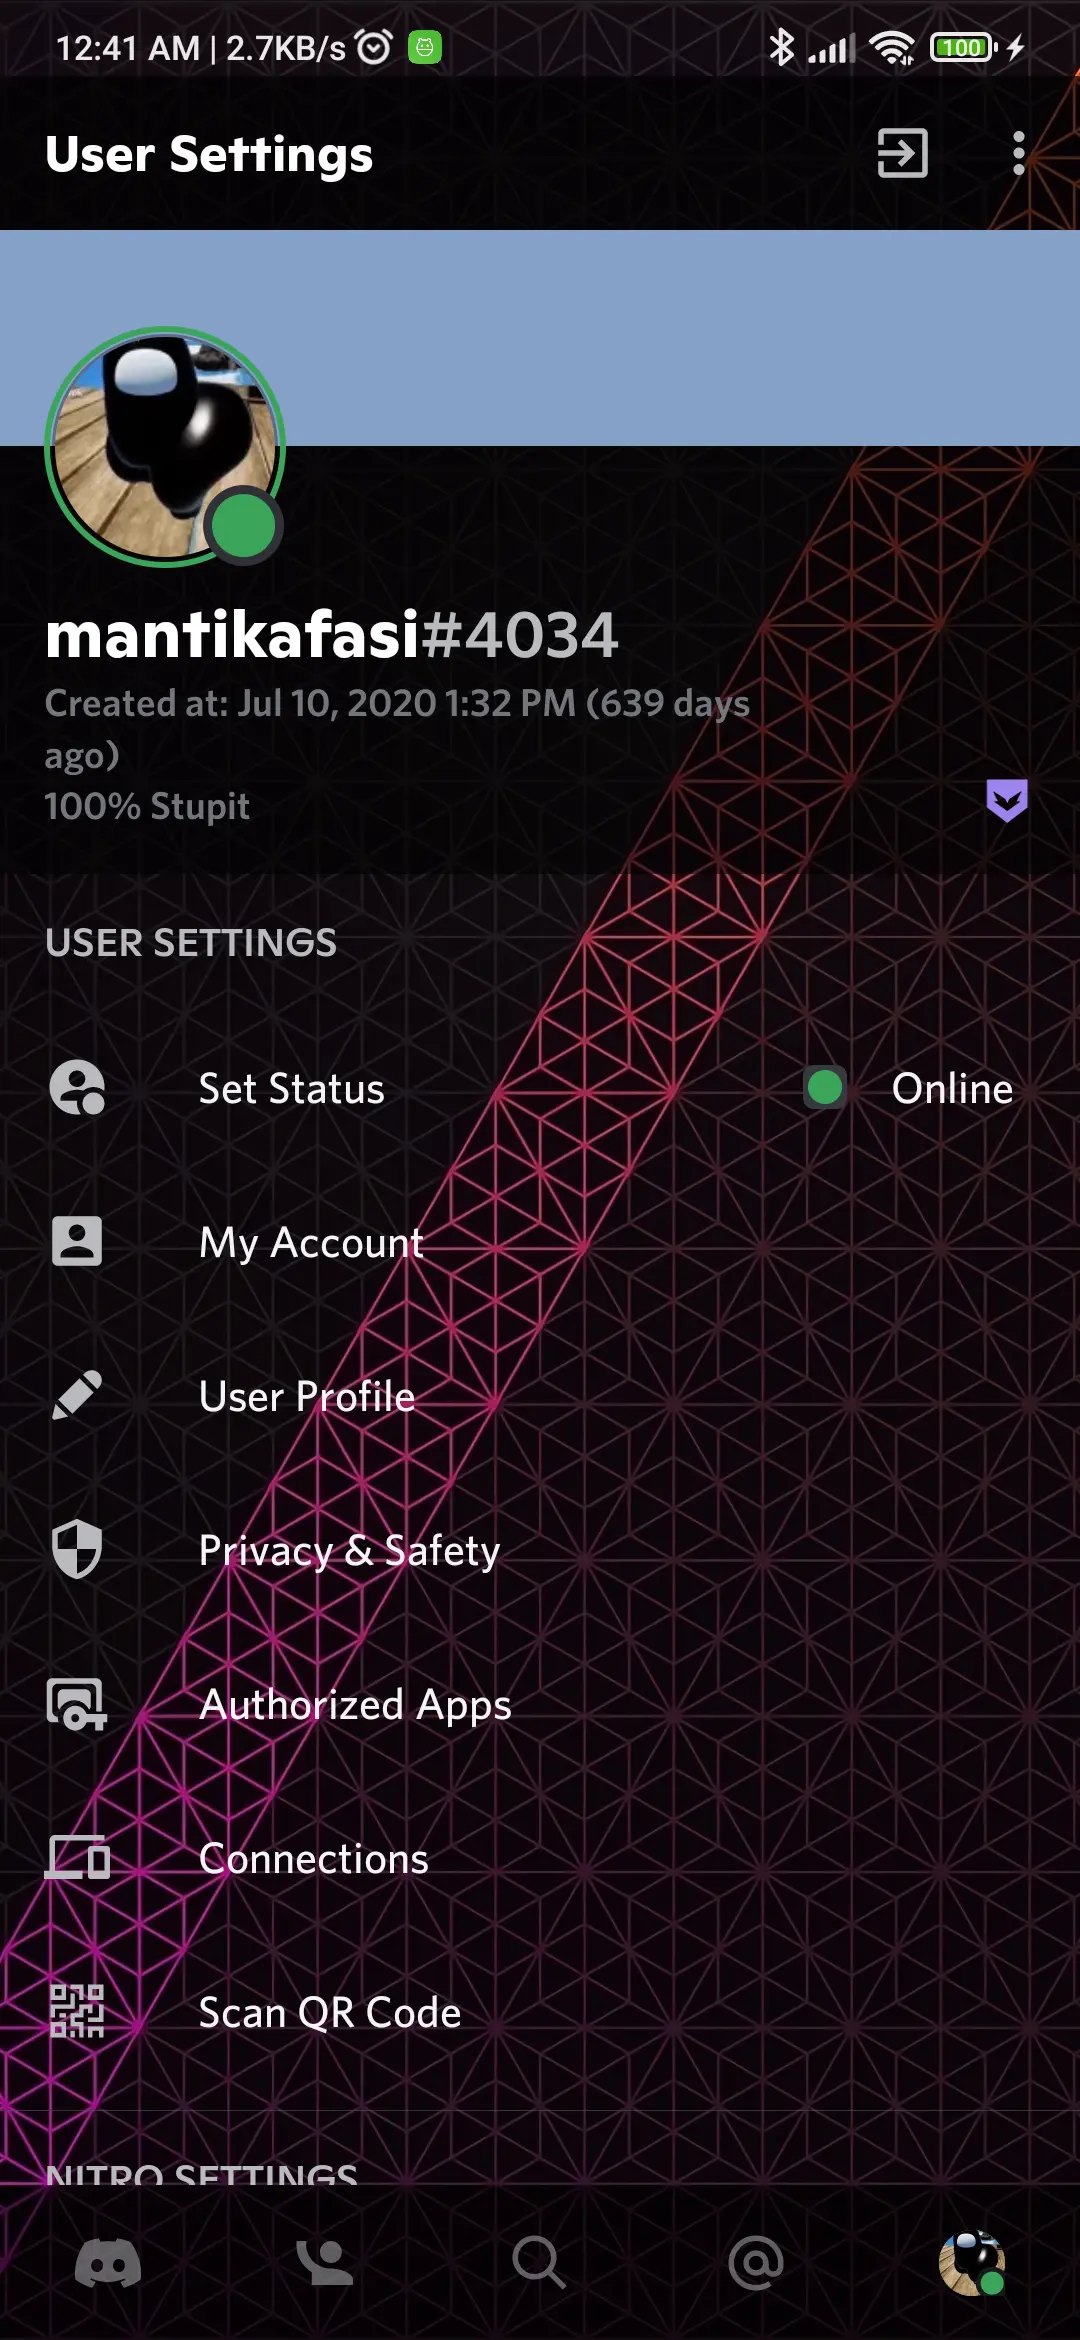 12:41 AM | 2.7KB/s
100
User Settings
mantikafasi#4034
Created at: Jul 10, 2020 1:32 PM (639 days
ago)
100% Stupit
USER SETTINGS
Set Status
Online
My Account
User Profile
Privacy & Safety
Authorized Apps
Connections
Scan QR Code
NITRO SETTINGS